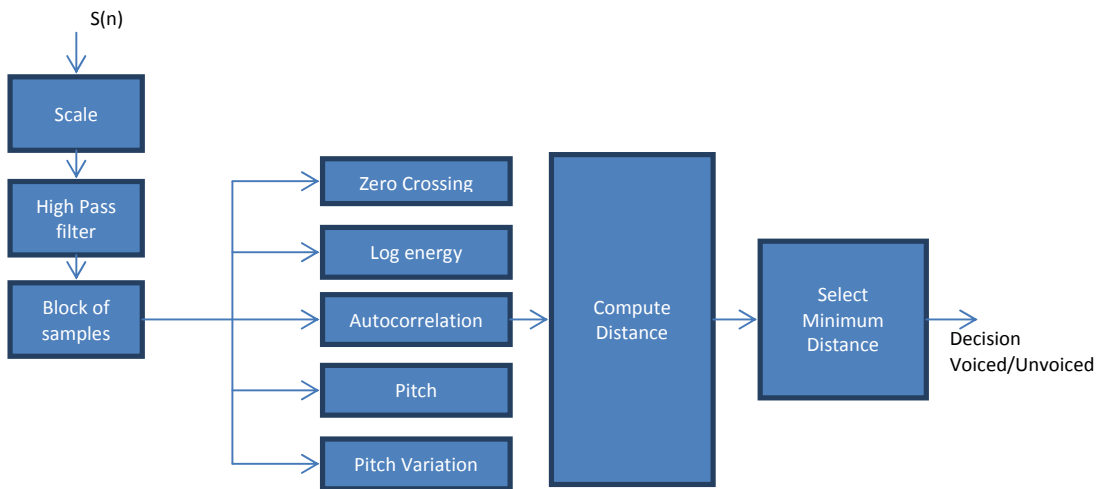 S(n)
Scale
High Pass
filter
Block of
samples
Zero Crossing
Log energy
Autocorrelation
Pitch
Pitch Variation
Compute
Distance
Select
Minimum
Distance
Decision
Voiced/Unvoiced